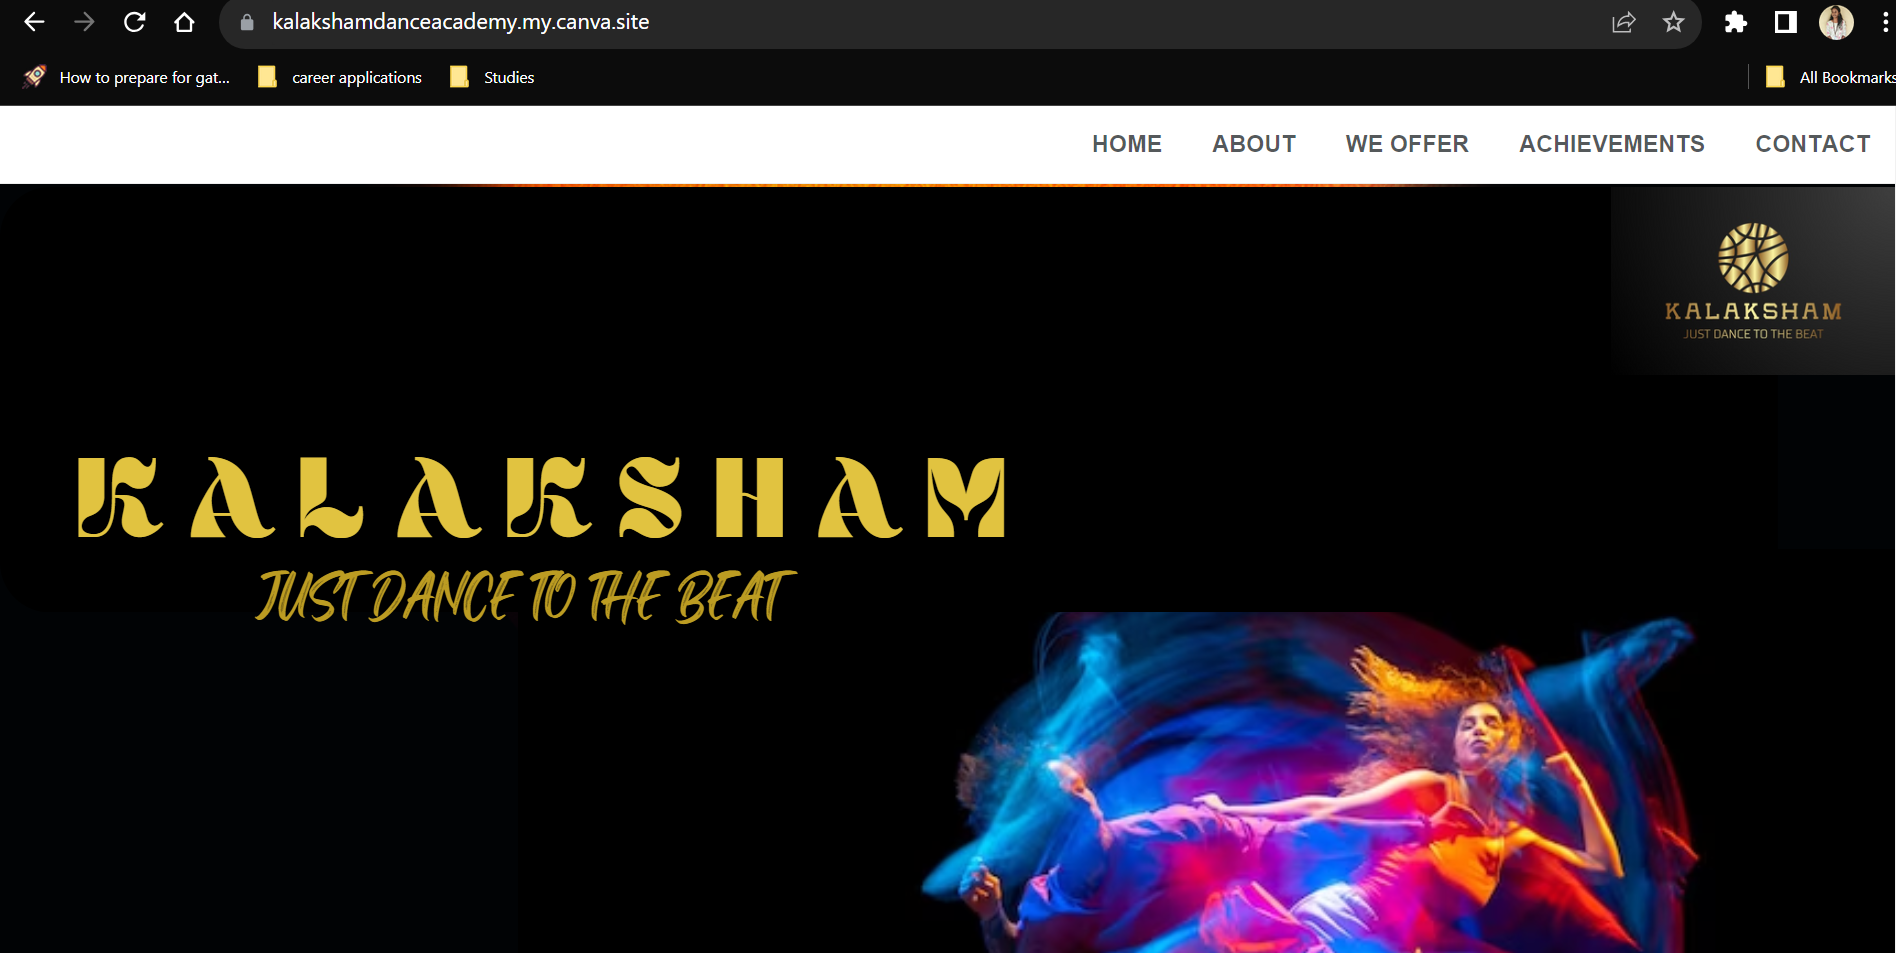 kalakshamdanceacademy.my.canva.site
How to prepare for gat... career applications Studies All Bookmarks
HOME ABOUT WE OFFER ACHIEVEMENTS CONTACT
KALAKSHAM
JUST DANCE TO THE BEAT
KALAKSHAM
JUST DANCE TO THE BEAT